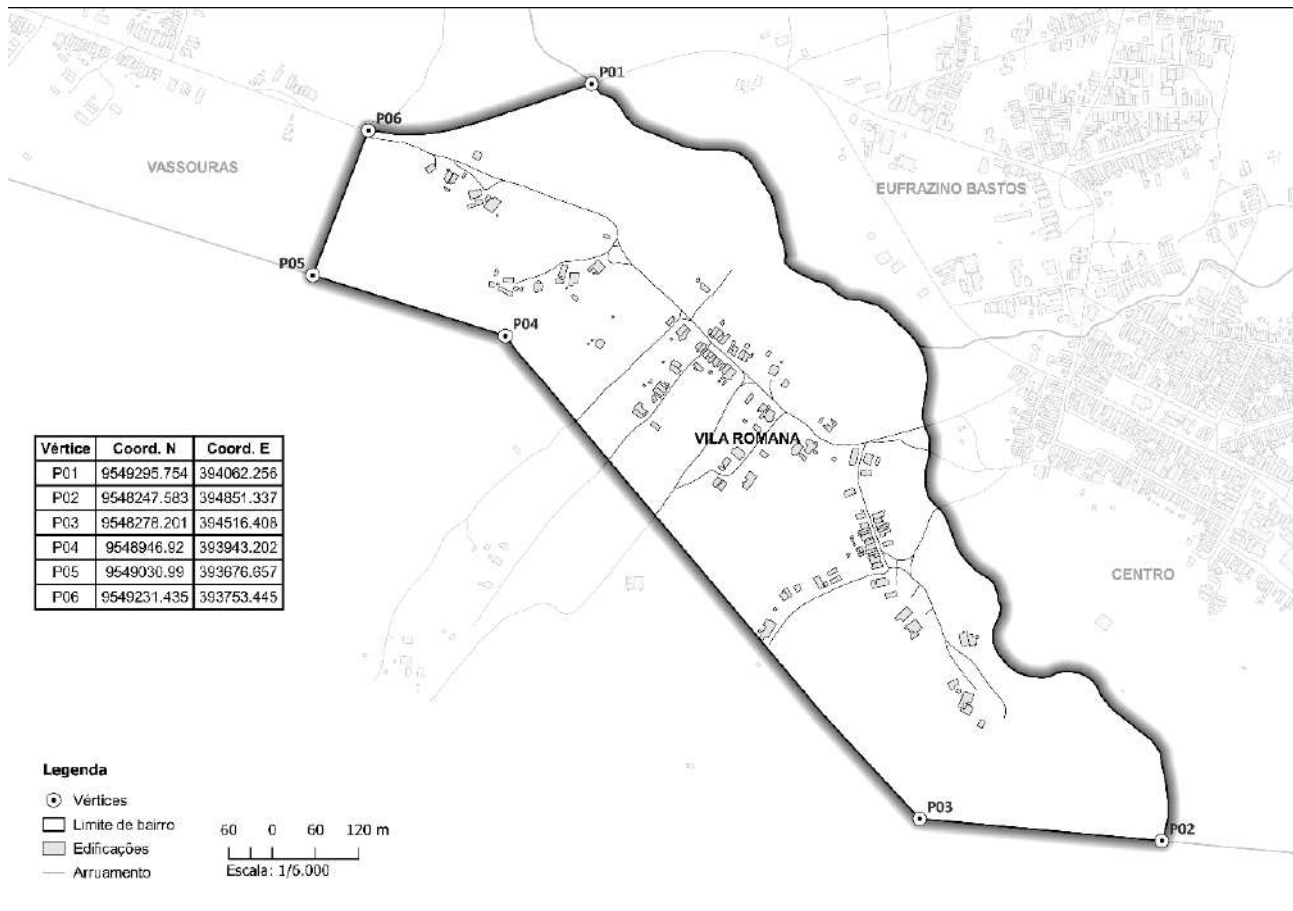 P01
P06
VASSOURAS
EUFRAZINO BASTOS
P05
P04
VILA ROMANA
Vértice Coord. N Coord. E
P01 9549295.754 394062.256
P02 9548247.583 394851.337
P03 9548278.201 394516.408
P04 9548946.92 393943.202
P05 9549030.99 393676.657
P06 9549231.435 393753.445
CENTRO
Legenda
Vértices
Limite de bairro
Edificações
Arruamento
60 0 60 120 m
Escala: 1/6.000
P03
P02